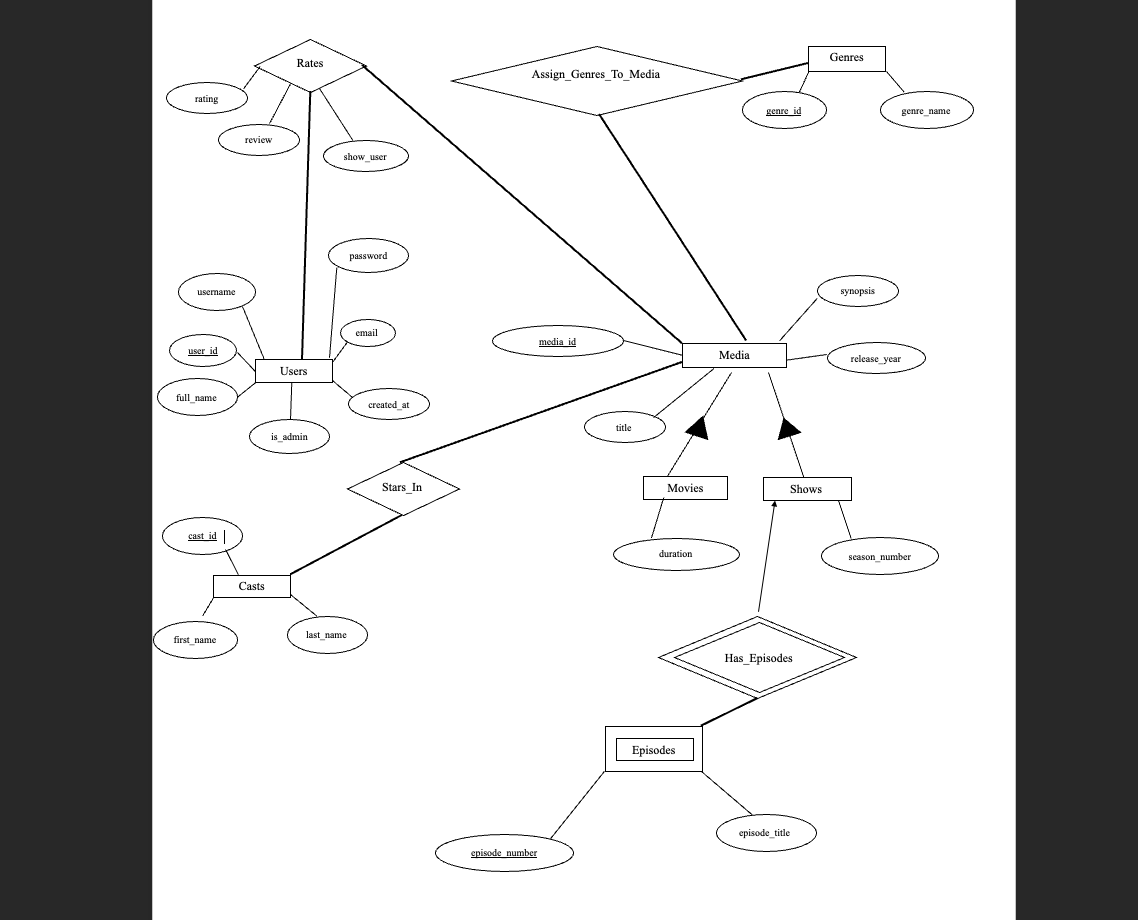 Rates
Assign_Genres_To_Media
Genres
rating
review
show_user
genre_id
genre_name
password
username
email
user_id
Users
full_name
created_at
is_admin
synopsis
media_id
Media
release_year
title
Stars_In
Movies
Shows
cast_id
duration
season_number
Casts
first_name
last_name
Has_Episodes
Episodes
episode_number
episode_title